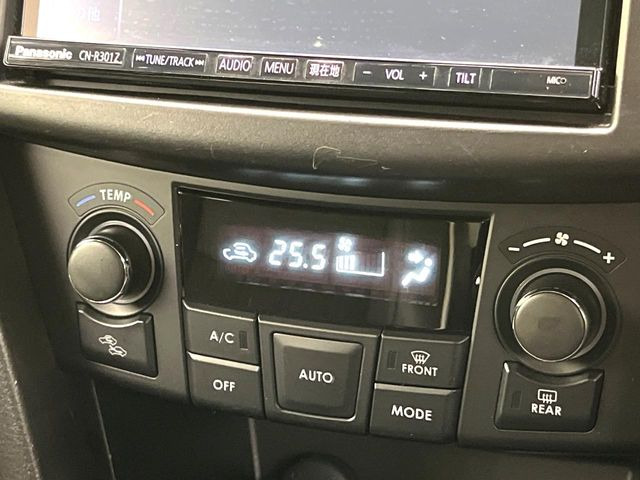 Panasonic CN-R301Z ⏮TUNE/TRACK⏭ AUDIO MENU 現在地 − VOL + TILT MIC
TEMP
25.5
− +
A/C
OFF
AUTO
FRONT
MODE
REAR